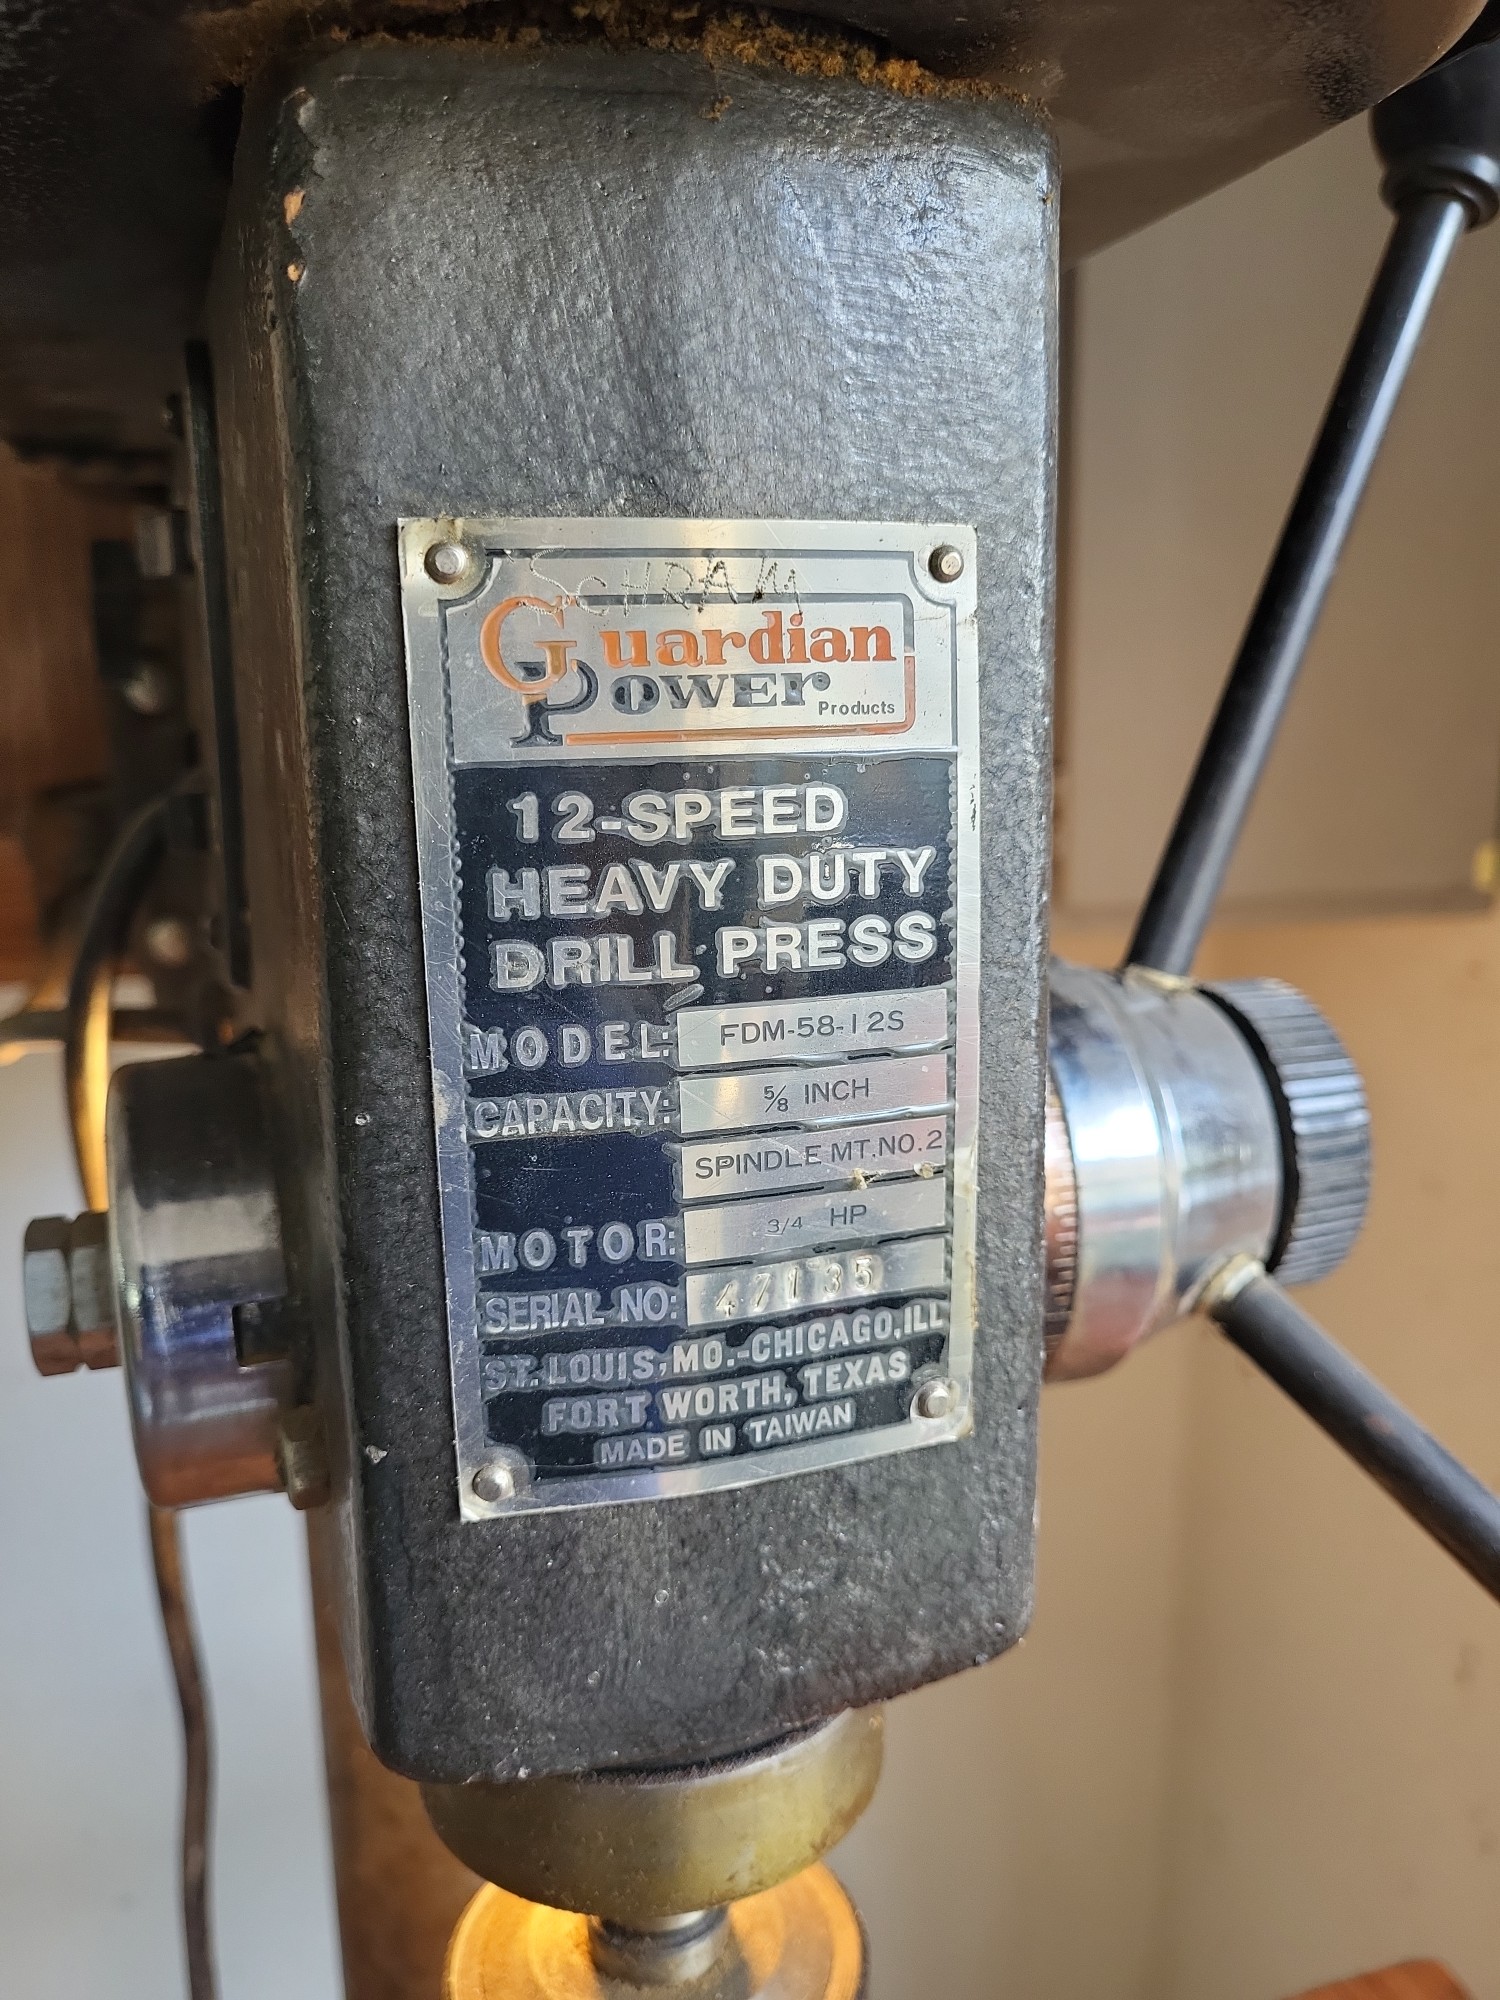 SCHRAM
Guardian
POWER
Products
12-SPEED
HEAVY DUTY
DRILL PRESS
MODEL: FDM-58-12S
CAPACITY: 5/8 INCH
SPINDLE MT.NO.2
MOTOR: 3/4 HP
SERIAL NO: 47135
ST. LOUIS, MO.-CHICAGO, ILL
FORT WORTH, TEXAS
MADE IN TAIWAN